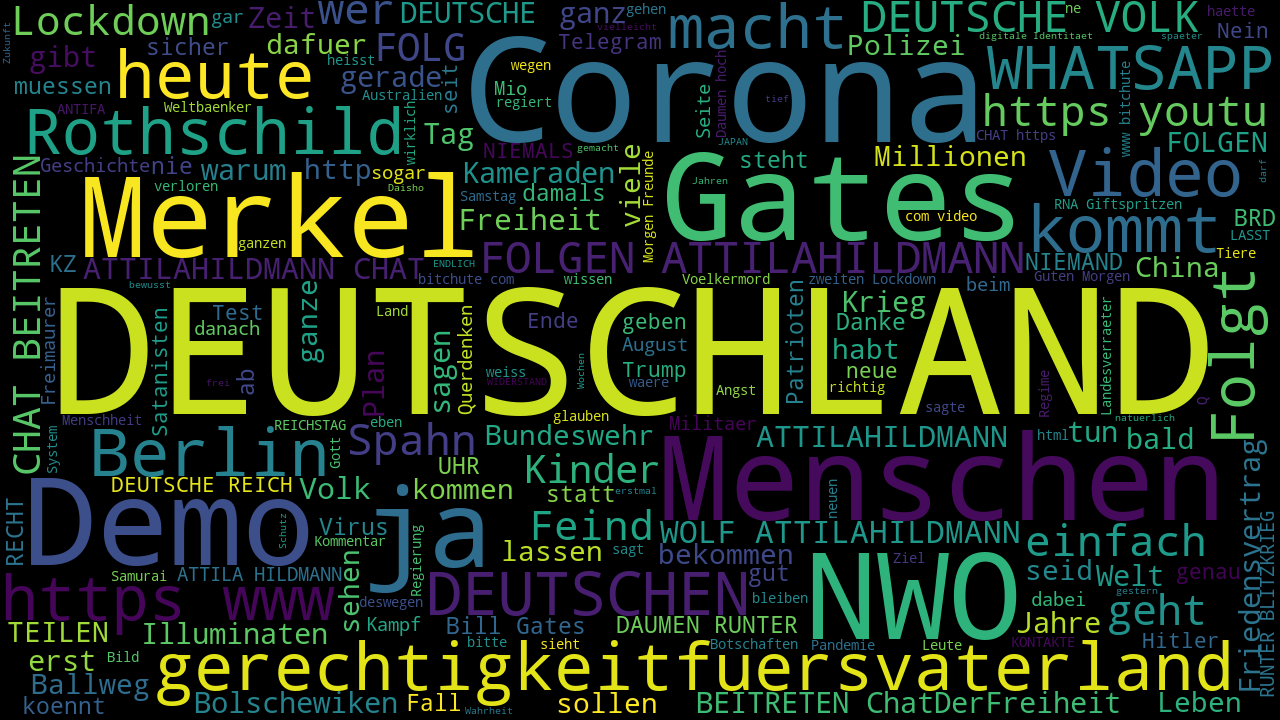 Lockdown gar Zeit wer DEUTSCHE ganz gehen macht DEUTSCHE VOLK ne haette
Zukunft vielleicht digitale Identitaet spaeter Nein
gibt sicher dafuer FOLG Telegram Corona Polizei WHATSAPP
muessen heute heisst gerade seit wegen Mio regiert Seite Daumen hoch tief www bitchute https youtu
ANTIFA Weltbaenker Australien
Rothschild wirklich Tag NIEMALS gemacht JAPAN CHAT https FOLGEN
Geschichte nie warum http sogar Kameraden viele steht Millionen Video darf
verloren Daisho Samstag damals Morgen Freunde Jahren RNA Giftspritzen
CHAT BEITRETEN Merkel ganzen Freiheit Gates com video kommt BRD LASST
KZ ATTILAHILDMANN CHAT ENDLICH FOLGEN ATTILAHILDMANN NIEMAND China Tiere
bewusst bitchute com wissen Voelkermord zweiten Lockdown beim Guten Morgen
Freimaurer Test danach ganze Land Ende geben Patrioten Krieg Danke Folgt
Satanisten August habt
DEUTSCHLAND
ab frei Plan sagen Querdenken weiss WIDERSTAND Wochen Trump waere Angst neue richtig sagte Regime Landesverraeter Q
Menschheit REICHSTAG eben glauben Militaer natuerlich
System Berlin Gott Spahn Bundeswehr ATTILAHILDMANN html tun bald
UHR Kinder Menschen
RECHT Demo DEUTSCHE REICH Volk ja kommen statt erstmal neuen Friedensvertrag
Schutz Virus Kommentar Regierung Feind WOLF ATTILAHILDMANN einfach
sehen lassen sagt bekommen Ziel RUNTER BLITZKRIEG
https www Samurai ATTILA HILDMANN deswegen DEUTSCHEN gut bleiben NWO seid Welt genau gestern
dabei
TEILEN Illuminaten Kampf Bill Gates DAUMEN RUNTER Jahre geht
bitte sieht Botschaften Pandemie Leute KONTAKTE Hitler
erst Bild gerechtigkeitfuersvaterland
Ballweg
koennt Bolschewiken Fall Wahrheit sollen BEITRETEN ChatDerFreiheit Leben